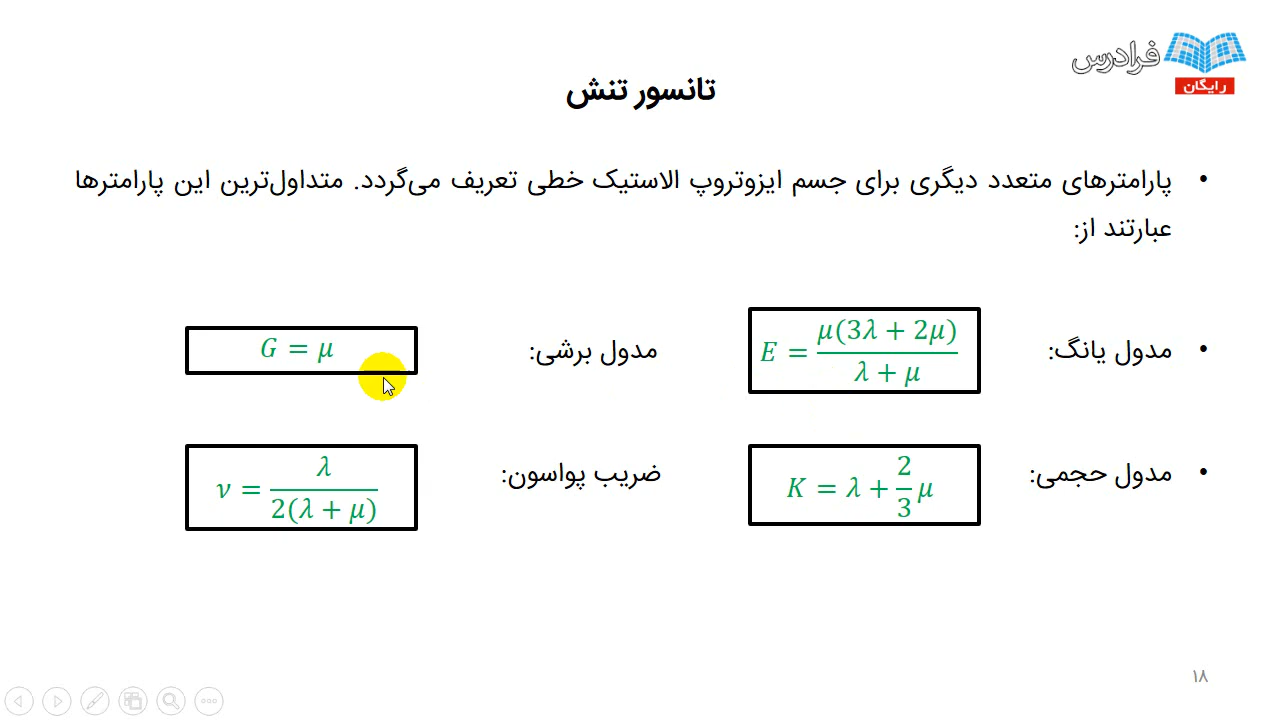 فرادرس
رایگان
تانسور تنش
• پارامترهای متعدد دیگری برای جسم ایزوتروپ الاستیک خطی تعریف می‌گردد. متداول‌ترین این پارامترها
عبارتند از:
• مدول یانگ: E = μ(3λ + 2μ) / (λ + μ) مدول برشی: G = μ
• مدول حجمی: K = λ + 2/3 μ ضریب پواسون: ν = λ / 2(λ + μ)
۱۸